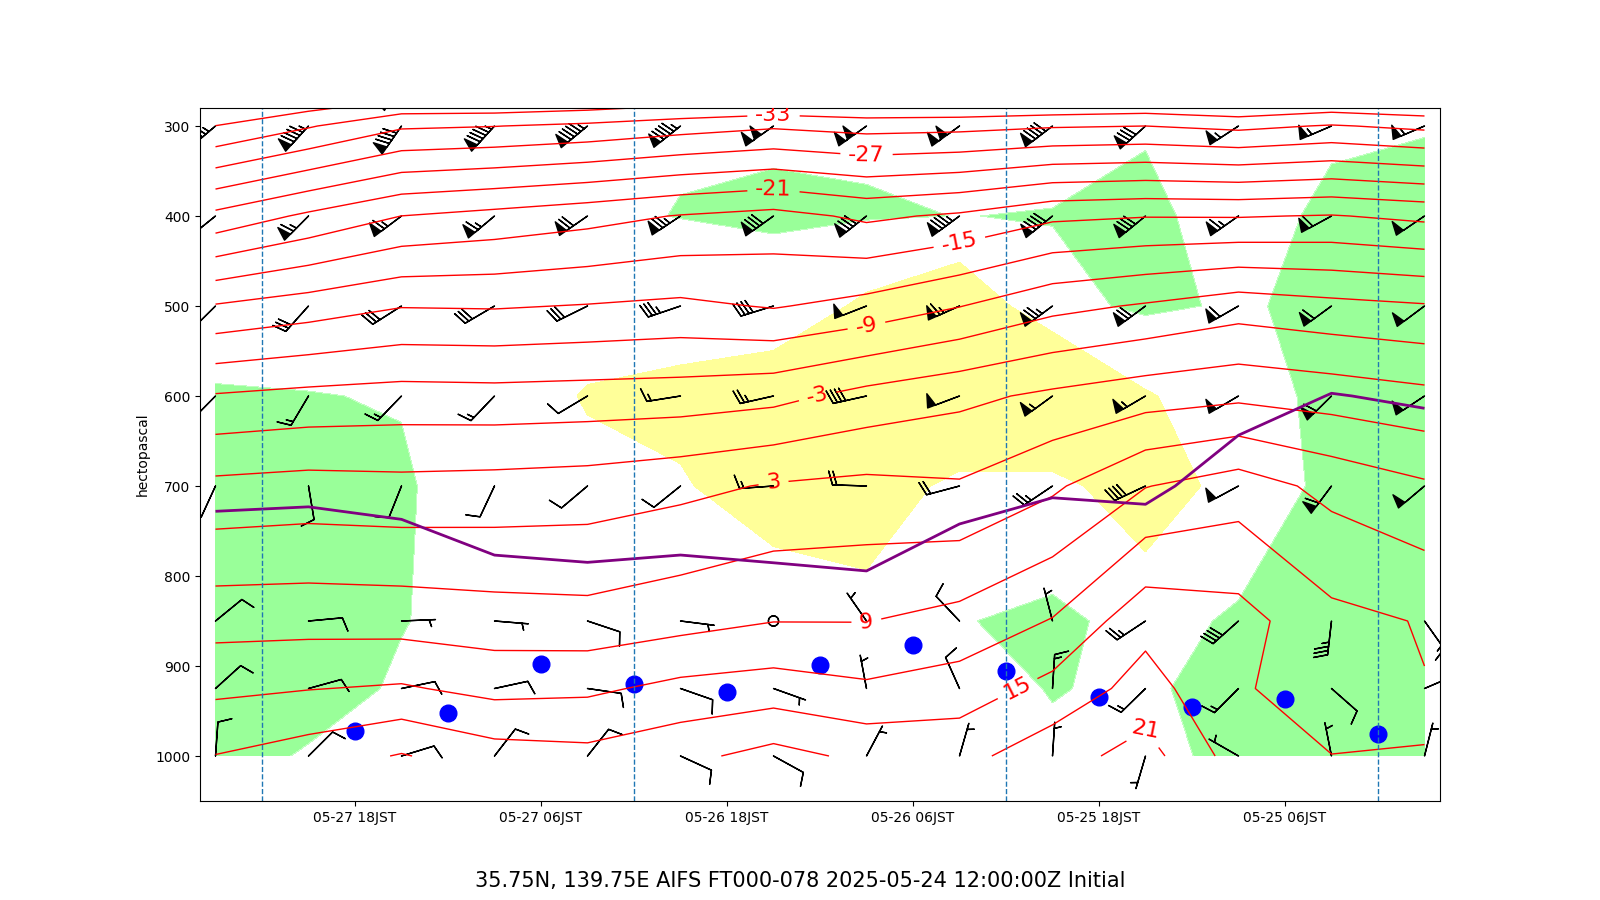 300
400
500
600
700
800
900
1000
hectopascal
-33
-27
-21
-15
-9
-3
3
9
15
21
05-27 18JST
05-27 06JST
05-26 18JST
05-26 06JST
05-25 18JST
05-25 06JST
35.75N, 139.75E AIFS FT000-078 2025-05-24 12:00:00Z Initial